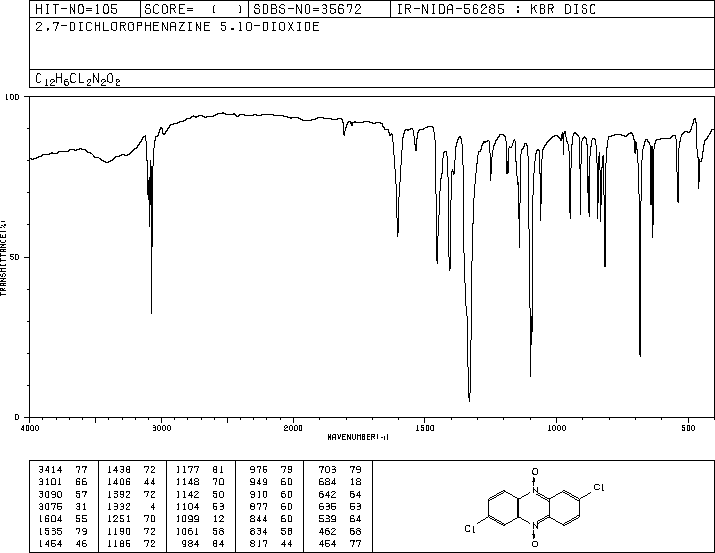 HIT-NO=105 SCORE= ( ) SDBS-NO=35672 IR-NIDA-56285 : KBR DISC
2,7-DICHLOROPHENAZINE 5,10-DIOXIDE
C12H6CL2N2O2
100
TRANSMITTANCE(%)
50
0
4000 3000 2000 1500 1000 500
WAVENUMBER(-1)
3414 77 1438 72 1177 81 976 79 703 79
3101 66 1406 44 1148 70 949 60 684 18
3090 57 1392 72 1142 50 910 60 642 64
3075 31 1332 4 1104 63 877 60 635 53
1604 55 1251 70 1099 12 844 60 539 64
1535 79 1190 72 1061 58 834 58 462 68
1454 46 1186 72 984 84 817 44 454 77
O
N
Cl
Cl
N
O